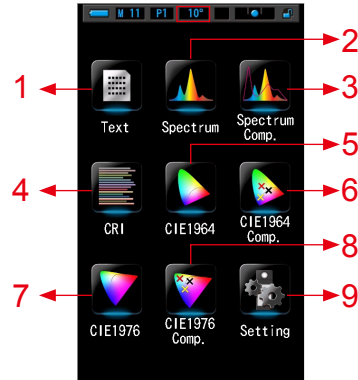 M 11 P1 10°
2
1
3
Text Spectrum Spectrum
Comp.
5
4
6
CRI CIE1964 CIE1964
Comp.
8
7
9
CIE1976 CIE1976 Setting
Comp.